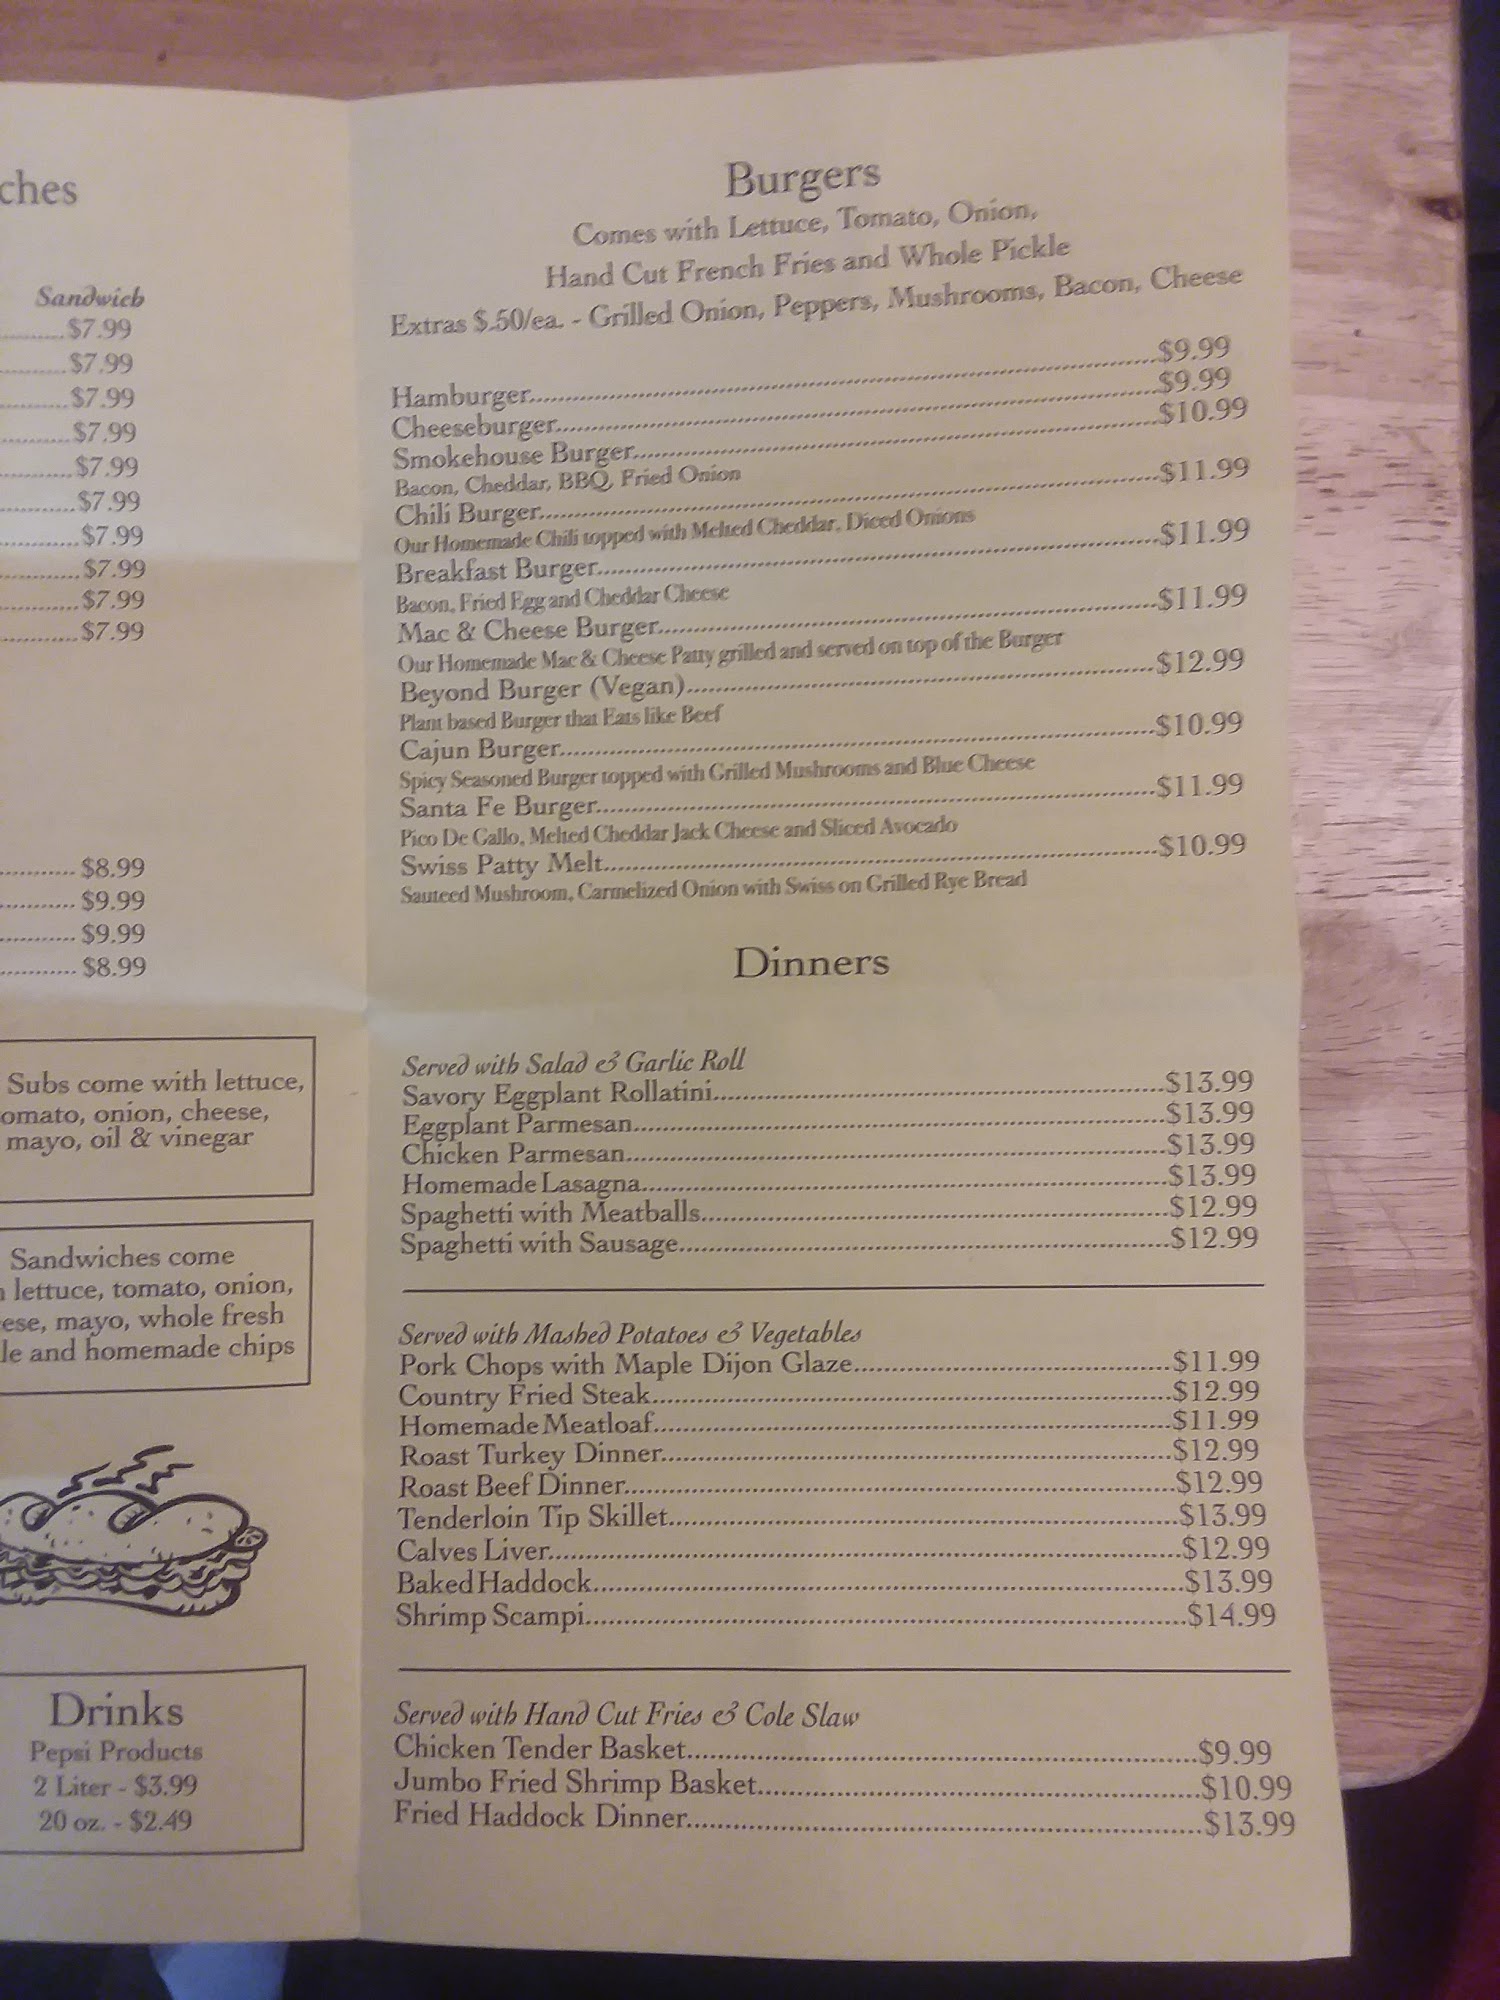 ches
Sandwich
$7.99
$7.99
$7.99
$7.99
$7.99
$7.99
$7.99
$7.99
$7.99
$7.99
$8.99
$9.99
$9.99
$8.99
Subs come with lettuce,
omato, onion, cheese,
mayo, oil & vinegar
Sandwiches come
lettuce, tomato, onion,
ese, mayo, whole fresh
le and homemade chips
Drinks
Pepsi Products
2 Liter - $3.99
20 oz. - $2.49
Burgers
Comes with Lettuce, Tomato, Onion,
Hand Cut French Fries and Whole Pickle
Extras $.50/ea. - Grilled Onion, Peppers, Mushrooms, Bacon, Cheese
Hamburger $9.99
Cheeseburger $9.99
Smokehouse Burger $10.99
Bacon, Cheddar, BBQ, Fried Onion
Chili Burger $11.99
Our Homemade Chili topped with Melted Cheddar, Diced Onions
Breakfast Burger $11.99
Bacon, Fried Egg and Cheddar Cheese
Mac & Cheese Burger $11.99
Our Homemade Mac & Cheese Patty grilled and served on top of the Burger
Beyond Burger (Vegan) $12.99
Plant based Burger that Eats like Beef
Cajun Burger $10.99
Spicy Seasoned Burger topped with Grilled Mushrooms and Blue Cheese
Santa Fe Burger $11.99
Pico De Gallo, Melted Cheddar Jack Cheese and Sliced Avocado
Swiss Patty Melt $10.99
Sauteed Mushroom, Carmelized Onion with Swiss on Grilled Rye Bread
Dinners
Served with Salad & Garlic Roll
Savory Eggplant Rollatini $13.99
Eggplant Parmesan $13.99
Chicken Parmesan $13.99
Homemade Lasagna $13.99
Spaghetti with Meatballs $12.99
Spaghetti with Sausage $12.99
Served with Mashed Potatoes & Vegetables
Pork Chops with Maple Dijon Glaze $11.99
Country Fried Steak $12.99
Homemade Meatloaf $11.99
Roast Turkey Dinner $12.99
Roast Beef Dinner $12.99
Tenderloin Tip Skillet $13.99
Calves Liver $12.99
Baked Haddock $13.99
Shrimp Scampi $14.99
Served with Hand Cut Fries & Cole Slaw
Chicken Tender Basket $9.99
Jumbo Fried Shrimp Basket $10.99
Fried Haddock Dinner $13.99